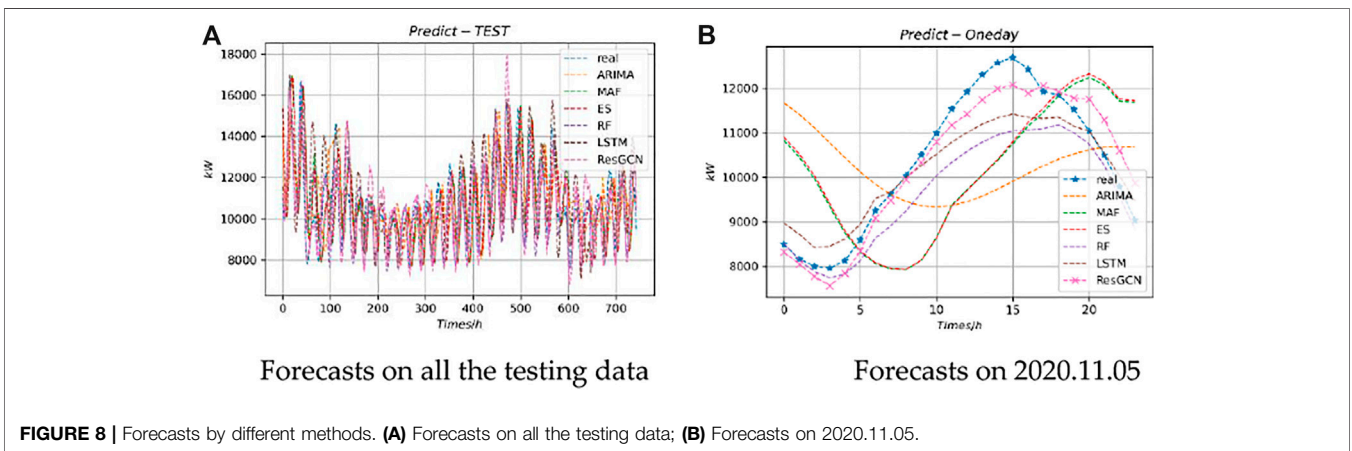 A
Predict – TEST
18000
16000
14000
12000
10000
8000
kW
0 100 200 300 400 500 600 700
Times/h
real
ARIMA
MAF
ES
RF
LSTM
ResGCN
Forecasts on all the testing data
B
Predict – Oneday
12000
11000
10000
9000
8000
kW
0 5 10 15 20
Times/h
real
ARIMA
MAF
ES
RF
LSTM
ResGCN
Forecasts on 2020.11.05
FIGURE 8 | Forecasts by different methods. (A) Forecasts on all the testing data; (B) Forecasts on 2020.11.05.